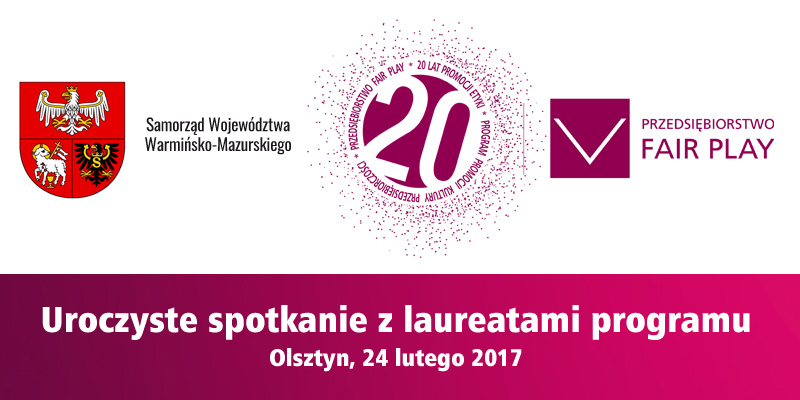 Samorząd Województwa
Warmińsko-Mazurskiego
PRZEDSIĘBIORSTWO FAIR PLAY * 20 LAT PROMOCJI ETYKI * PROGRAM PROMOCJI KULTURY PRZEDSIĘBIORCZOŚCI *
20
PRZEDSIĘBIORSTWO
FAIR PLAY
Uroczyste spotkanie z laureatami programu
Olsztyn, 24 lutego 2017